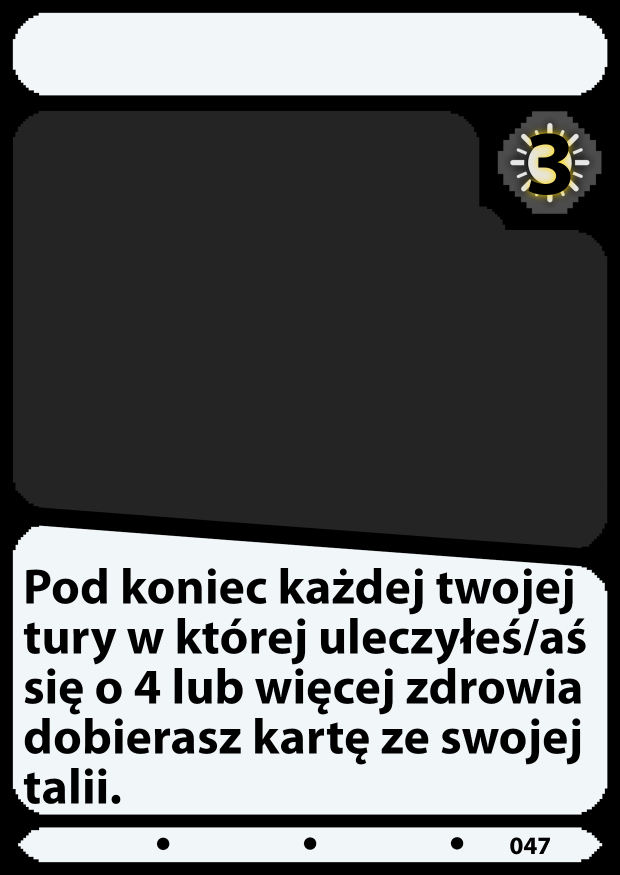 3
Pod koniec każdej twojej
tury w której uleczyłeś/aś
się o 4 lub więcej zdrowia
dobierasz kartę ze swojej
talii.
• • • 047